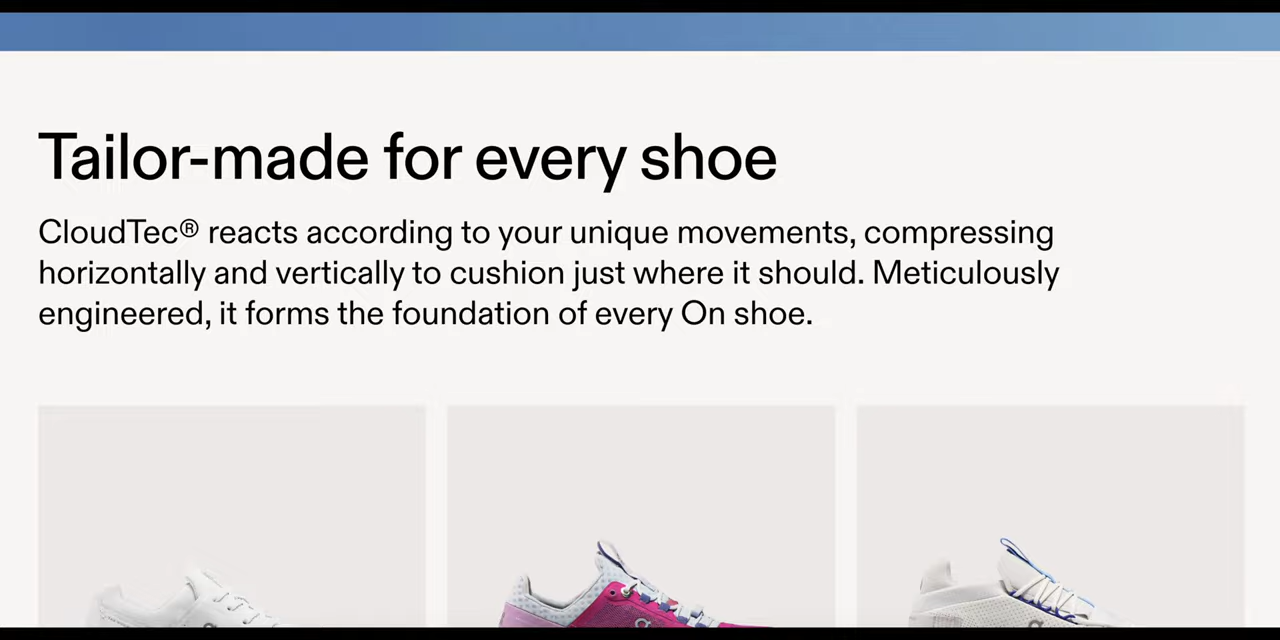 Tailor-made for every shoe
CloudTec® reacts according to your unique movements, compressing
horizontally and vertically to cushion just where it should. Meticulously
engineered, it forms the foundation of every On shoe.